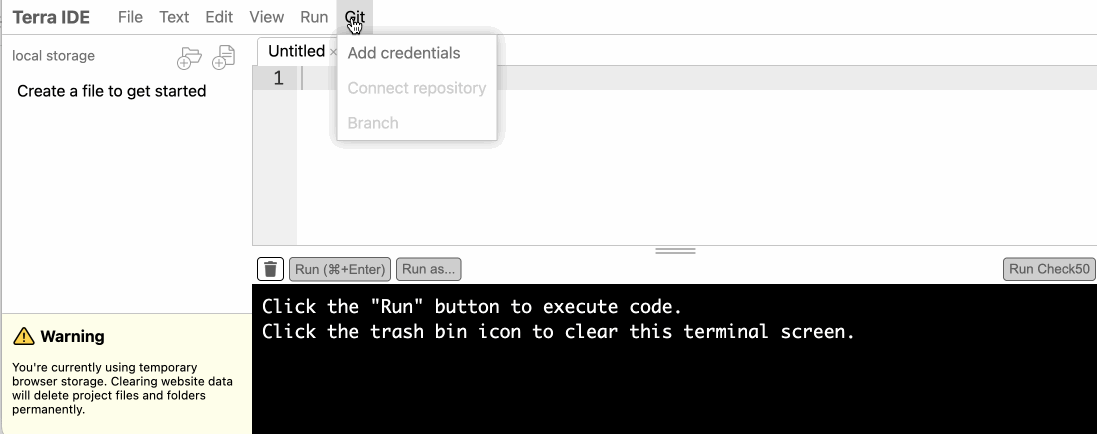 Terra IDE File Text Edit View Run Git
local storage
Create a file to get started
Untitled ×
Add credentials
Connect repository
Branch
1
Run (⌘+Enter) Run as... Run Check50
Click the "Run" button to execute code.
Click the trash bin icon to clear this terminal screen.
Warning
You're currently using temporary
browser storage. Clearing website data
will delete project files and folders
permanently.